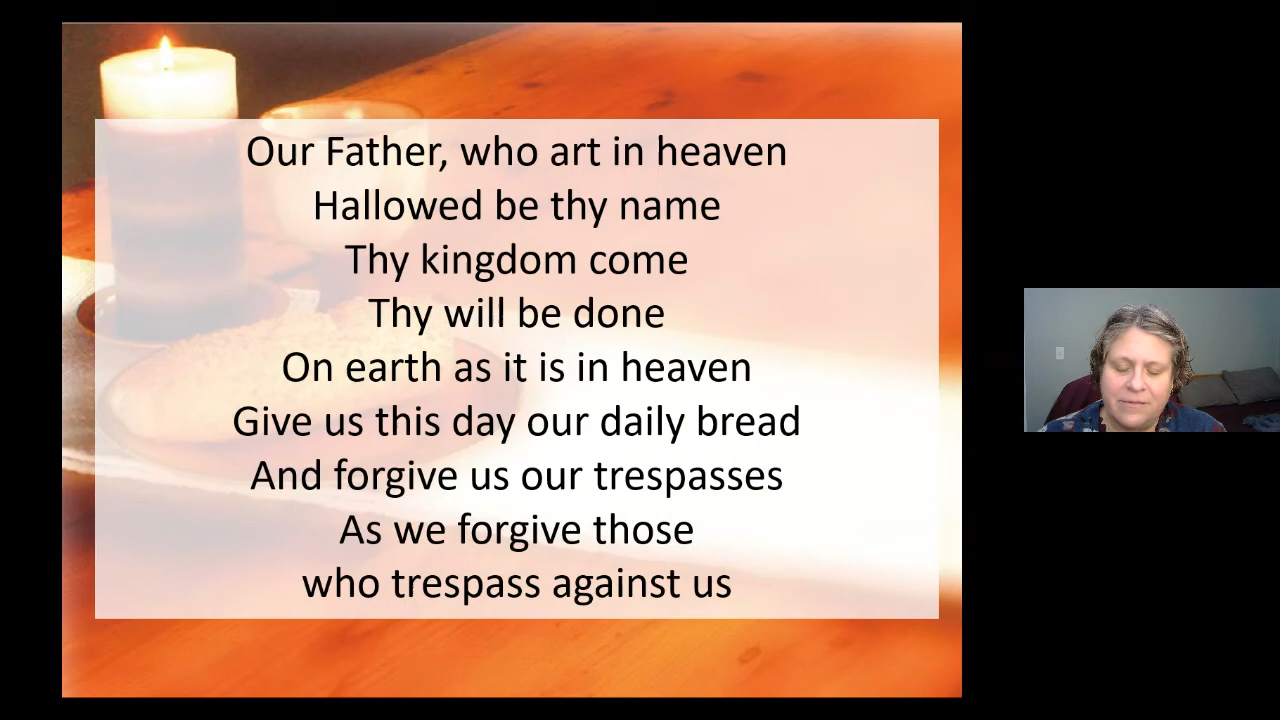 Our Father, who art in heaven
Hallowed be thy name
Thy kingdom come
Thy will be done
On earth as it is in heaven
Give us this day our daily bread
And forgive us our trespasses
As we forgive those
who trespass against us